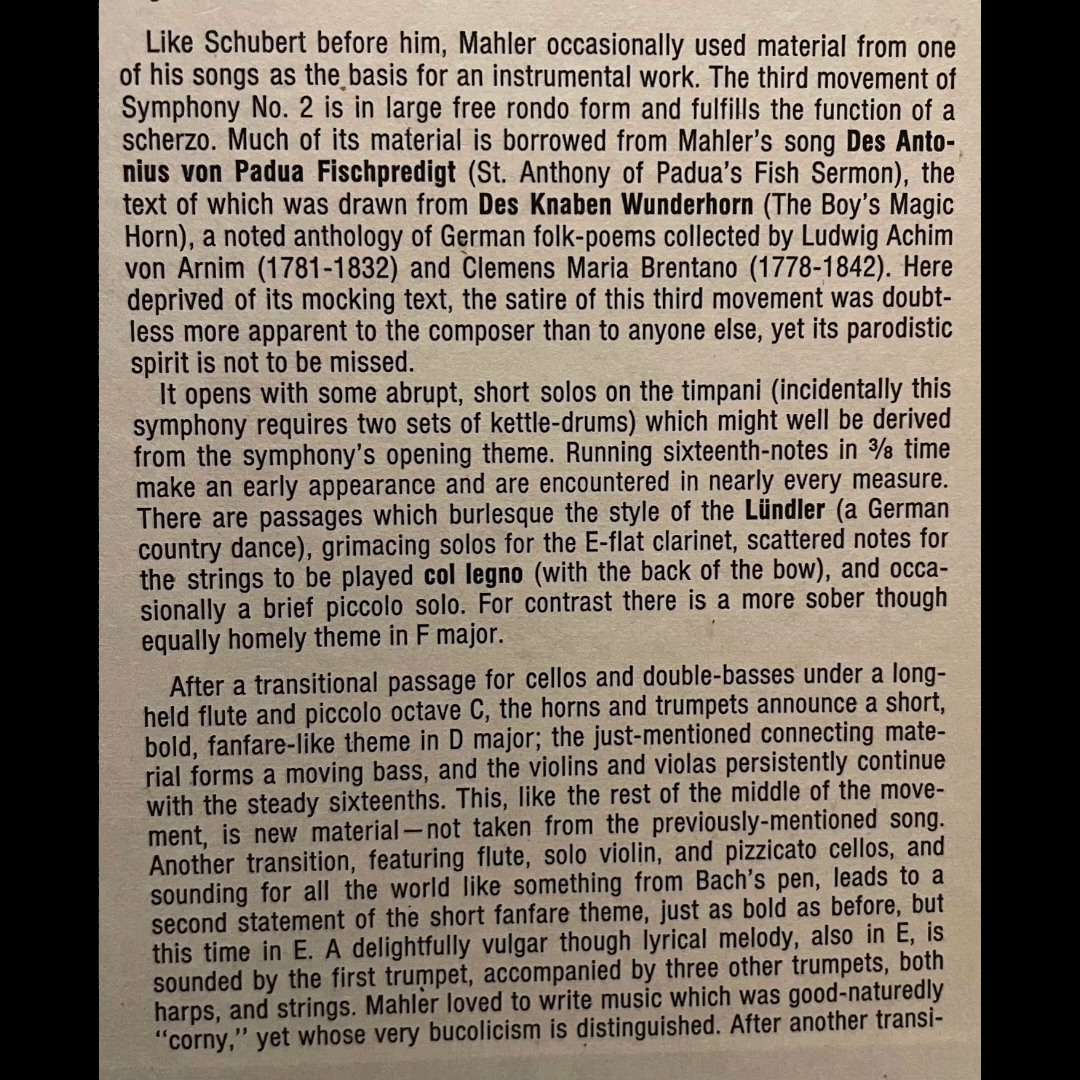 Like Schubert before him, Mahler occasionally used material from one
of his songs as the basis for an instrumental work. The third movement of
Symphony No. 2 is in large free rondo form and fulfills the function of a
scherzo. Much of its material is borrowed from Mahler's song Des Anto-
nius von Padua Fischpredigt (St. Anthony of Padua's Fish Sermon), the
text of which was drawn from Des Knaben Wunderhorn (The Boy's Magic
Horn), a noted anthology of German folk-poems collected by Ludwig Achim
von Arnim (1781-1832) and Clemens Maria Brentano (1778-1842). Here
deprived of its mocking text, the satire of this third movement was doubt-
less more apparent to the composer than to anyone else, yet its parodistic
spirit is not to be missed.
It opens with some abrupt, short solos on the timpani (incidentally this
symphony requires two sets of kettle-drums) which might well be derived
from the symphony's opening theme. Running sixteenth-notes in ⅜ time
make an early appearance and are encountered in nearly every measure.
There are passages which burlesque the style of the Lündler (a German
country dance), grimacing solos for the E-flat clarinet, scattered notes for
the strings to be played col legno (with the back of the bow), and occa-
sionally a brief piccolo solo. For contrast there is a more sober though
equally homely theme in F major.
After a transitional passage for cellos and double-basses under a long-
held flute and piccolo octave C, the horns and trumpets announce a short,
bold, fanfare-like theme in D major; the just-mentioned connecting mate-
rial forms a moving bass, and the violins and violas persistently continue
with the steady sixteenths. This, like the rest of the middle of the move-
ment, is new material—not taken from the previously-mentioned song.
Another transition, featuring flute, solo violin, and pizzicato cellos, and
sounding for all the world like something from Bach's pen, leads to a
second statement of the short fanfare theme, just as bold as before, but
this time in E. A delightfully vulgar though lyrical melody, also in E, is
sounded by the first trumpet, accompanied by three other trumpets, both
harps, and strings. Mahler loved to write music which was good-naturedly
"corny," yet whose very bucolicism is distinguished. After another transi-